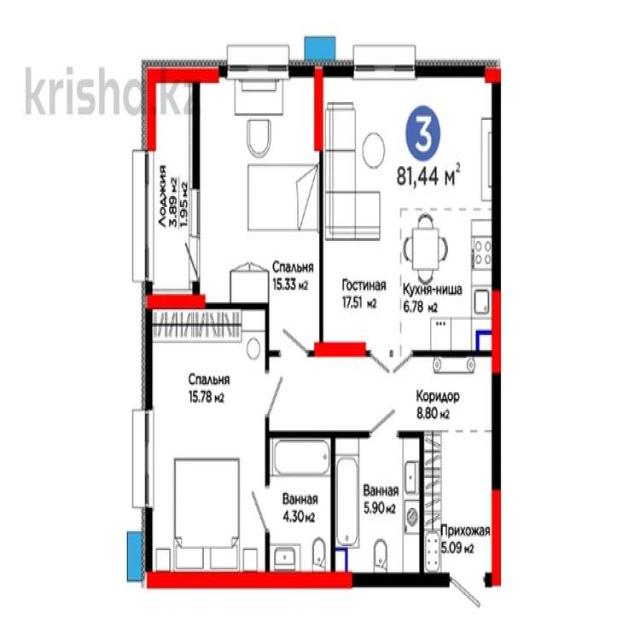 krisha.kz
3
81,44 м²
Лоджия
3.89 м2
1.95 м2
Спальня
15.33 м2
Гостиная
17.51 м2
Кухня-ниша
6.78 м2
Спальня
15.78 м2
Коридор
8.80 м2
Ванная
4.30 м2
Ванная
5.90 м2
Прихожая
5.09 м2